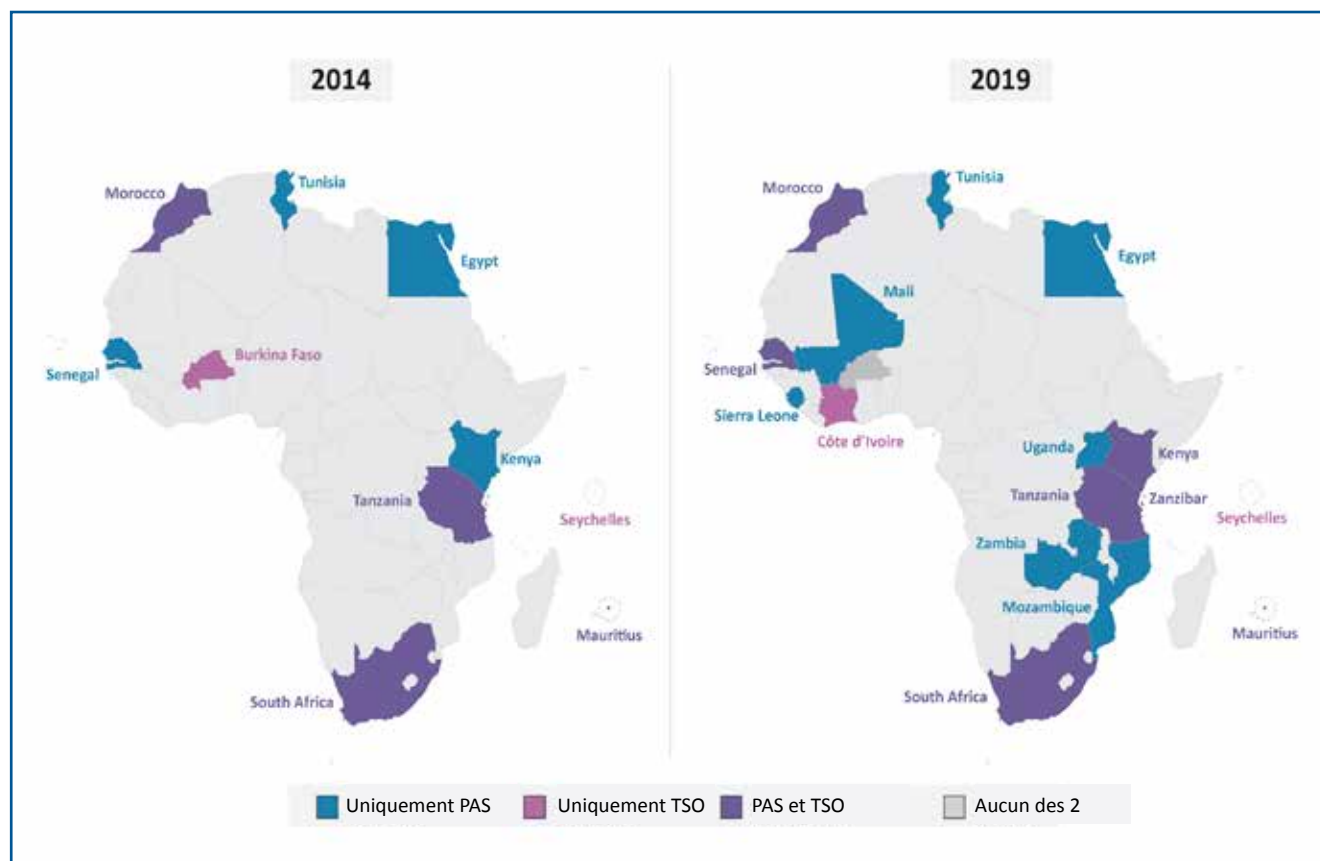 2014
Morocco
Tunisia
Egypt
Senegal
Burkina Faso
Kenya
Tanzania
Seychelles
Mauritius
South Africa
2019
Morocco
Tunisia
Egypt
Mali
Senegal
Sierra Leone
Côte d'Ivoire
Uganda
Kenya
Tanzania
Zanzibar
Seychelles
Zambia
Mozambique
Mauritius
South Africa
Uniquement PAS
Uniquement TSO
PAS et TSO
Aucun des 2